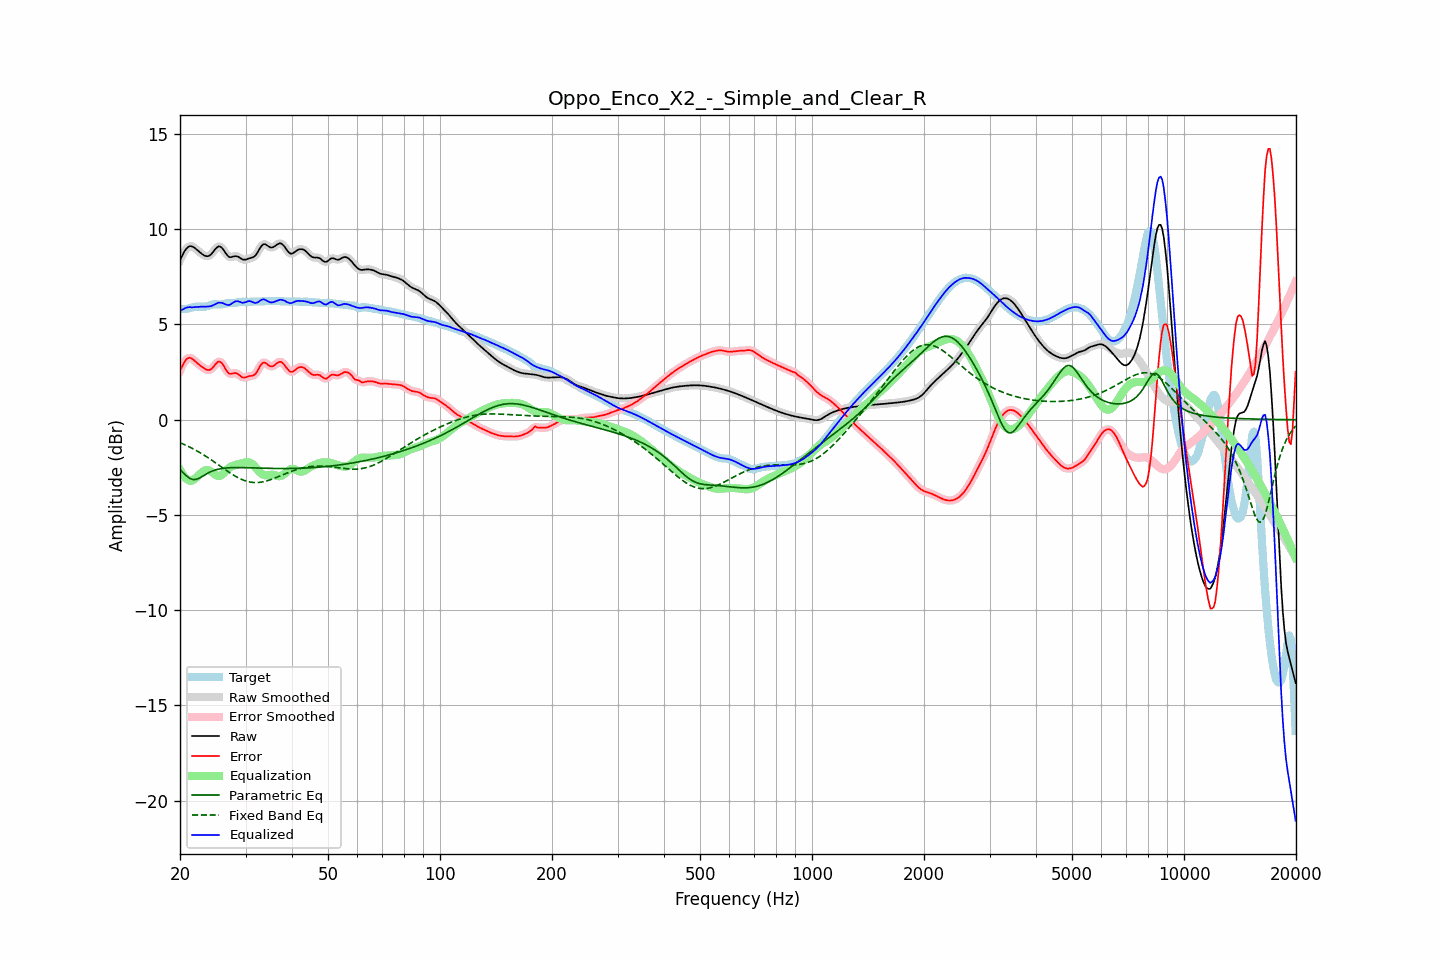 Oppo_Enco_X2_-_Simple_and_Clear_R
Amplitude (dBr)
15
10
5
0
−5
−10
−15
−20
Target
Raw Smoothed
Error Smoothed
Raw
Error
Equalization
Parametric Eq
Fixed Band Eq
Equalized
20 50 100 200 500 1000 2000 5000 10000 20000
Frequency (Hz)